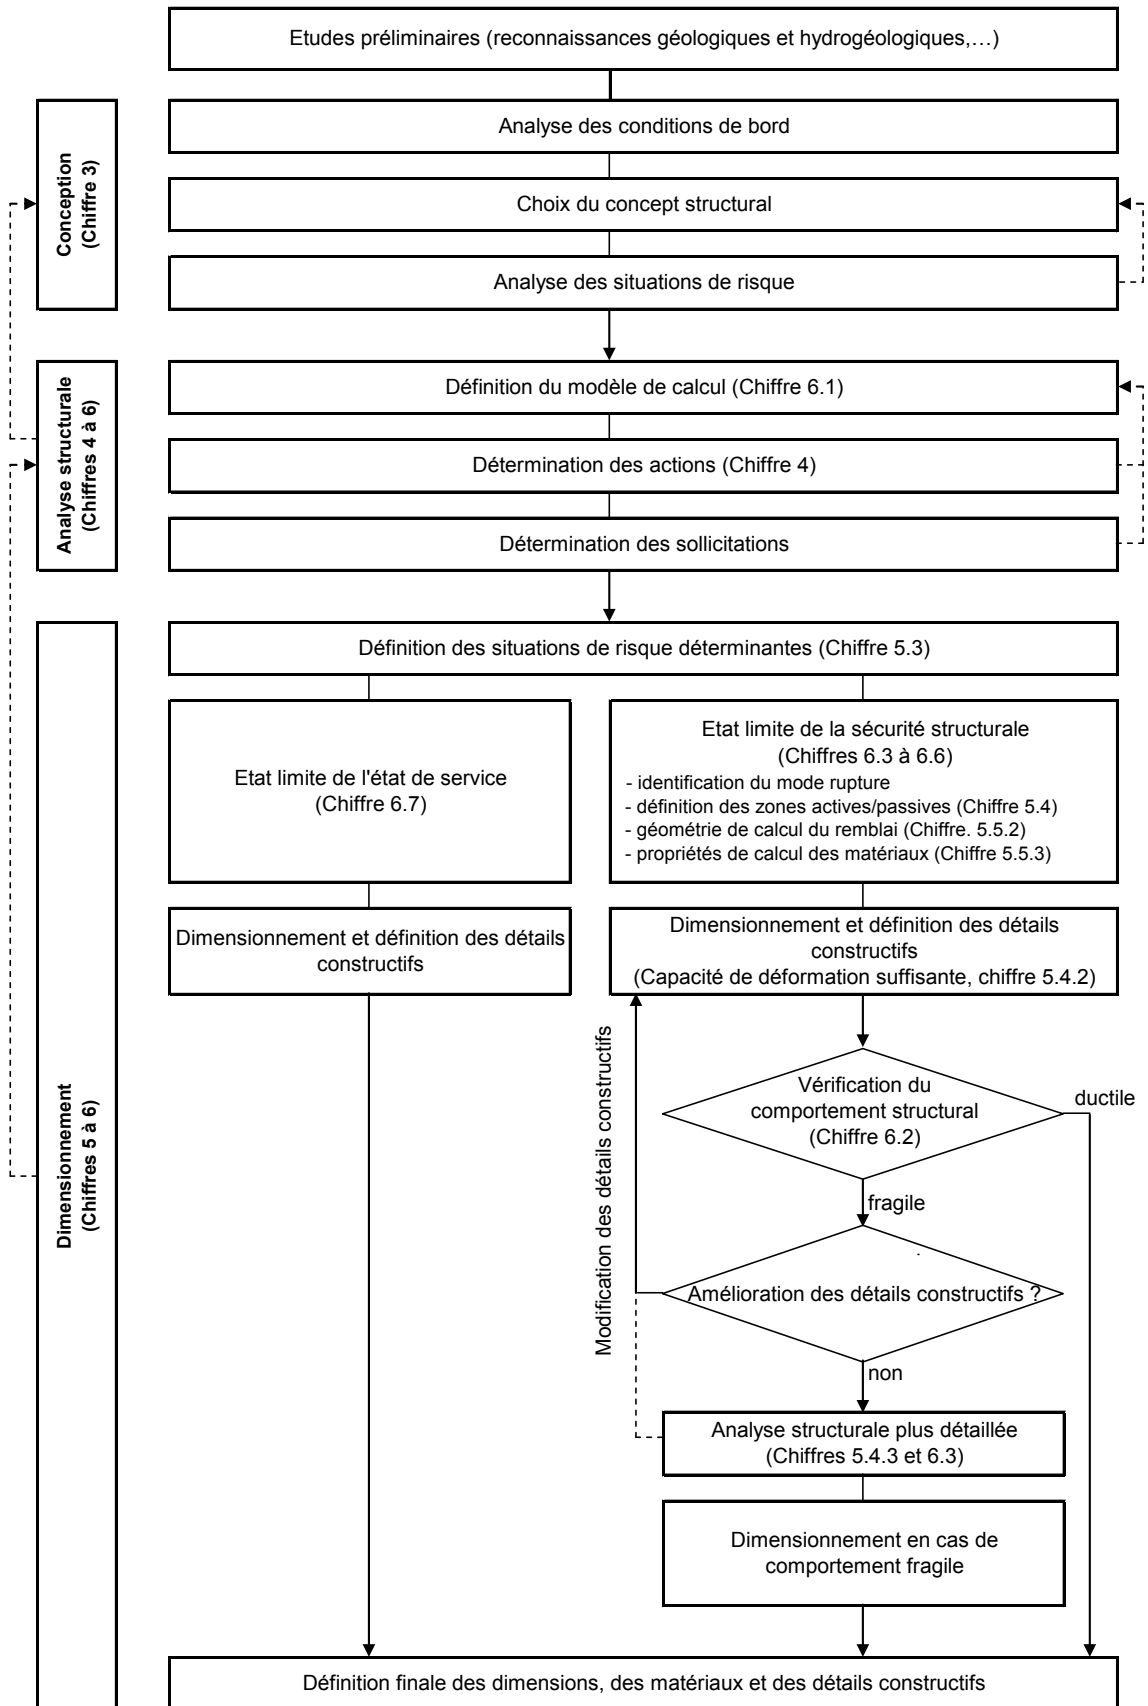 Etudes préliminaires (reconnaissances géologiques et hydrogéologiques,…)
Conception
(Chiffre 3)
Analyse des conditions de bord
Choix du concept structural
Analyse des situations de risque
Analyse structurale
(Chiffres 4 à 6)
Définition du modèle de calcul (Chiffre 6.1)
Détermination des actions (Chiffre 4)
Détermination des sollicitations
Dimensionnement
(Chiffres 5 à 6)
Définition des situations de risque déterminantes (Chiffre 5.3)
Etat limite de l'état de service
(Chiffre 6.7)
Etat limite de la sécurité structurale
(Chiffres 6.3 à 6.6)
- identification du mode rupture
- définition des zones actives/passives (Chiffre 5.4)
- géométrie de calcul du remblai (Chiffre. 5.5.2)
- propriétés de calcul des matériaux (Chiffre 5.5.3)
Dimensionnement et définition des détails
constructifs
Dimensionnement et définition des détails
constructifs
(Capacité de déformation suffisante, chiffre 5.4.2)
Modification des détails constructifs
Vérification du
comportement structural
(Chiffre 6.2)
ductile
fragile
Amélioration des détails constructifs ?
non
Analyse structurale plus détaillée
(Chiffres 5.4.3 et 6.3)
Dimensionnement en cas de
comportement fragile
Définition finale des dimensions, des matériaux et des détails constructifs